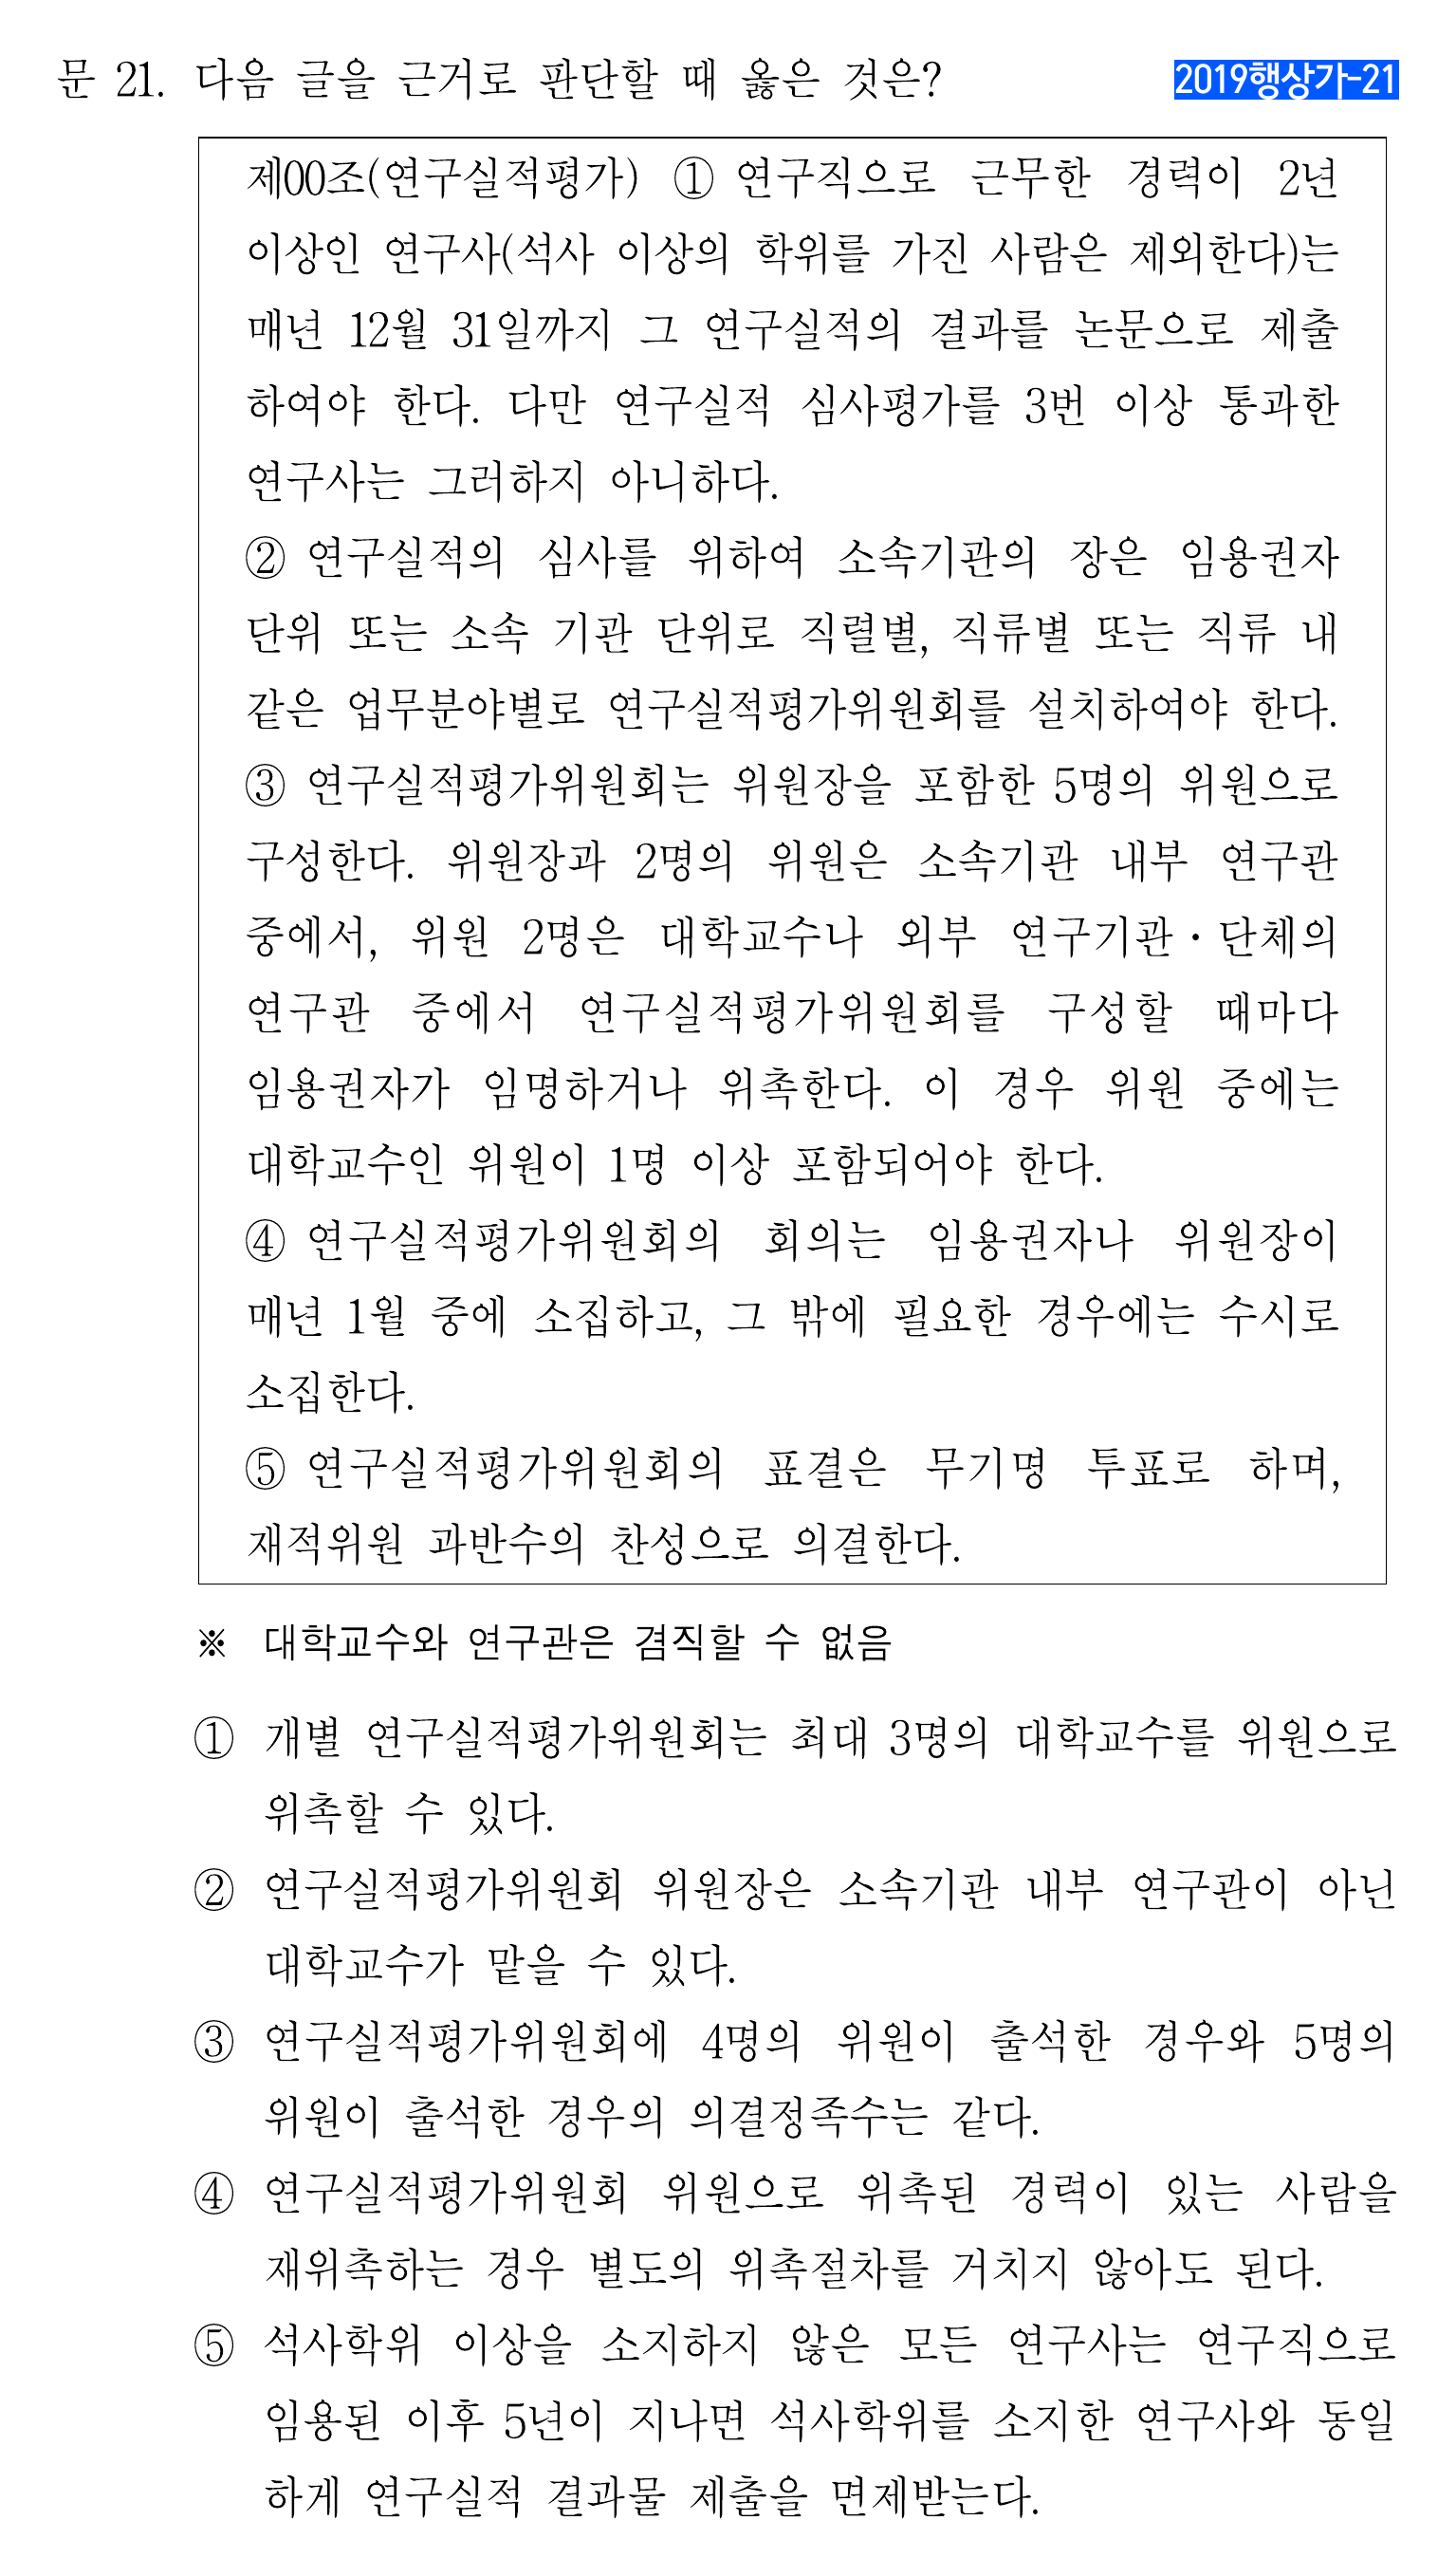 문 21. 다음 글을 근거로 판단할 때 옳은 것은?
2019행상가-21
제00조(연구실적평가) ① 연구직으로 근무한 경력이 2년
이상인 연구사(석사 이상의 학위를 가진 사람은 제외한다)는
매년 12월 31일까지 그 연구실적의 결과를 논문으로 제출
하여야 한다. 다만 연구실적 심사평가를 3번 이상 통과한
연구사는 그러하지 아니하다.
② 연구실적의 심사를 위하여 소속기관의 장은 임용권자
단위 또는 소속 기관 단위로 직렬별, 직류별 또는 직류 내
같은 업무분야별로 연구실적평가위원회를 설치하여야 한다.
③ 연구실적평가위원회는 위원장을 포함한 5명의 위원으로
구성한다. 위원장과 2명의 위원은 소속기관 내부 연구관
중에서, 위원 2명은 대학교수나 외부 연구기관·단체의
연구관 중에서 연구실적평가위원회를 구성할 때마다
임용권자가 임명하거나 위촉한다. 이 경우 위원 중에는
대학교수인 위원이 1명 이상 포함되어야 한다.
④ 연구실적평가위원회의 회의는 임용권자나 위원장이
매년 1월 중에 소집하고, 그 밖에 필요한 경우에는 수시로
소집한다.
⑤ 연구실적평가위원회의 표결은 무기명 투표로 하며,
재적위원 과반수의 찬성으로 의결한다.
※ 대학교수와 연구관은 겸직할 수 없음
① 개별 연구실적평가위원회는 최대 3명의 대학교수를 위원으로
위촉할 수 있다.
② 연구실적평가위원회 위원장은 소속기관 내부 연구관이 아닌
대학교수가 맡을 수 있다.
③ 연구실적평가위원회에 4명의 위원이 출석한 경우와 5명의
위원이 출석한 경우의 의결정족수는 같다.
④ 연구실적평가위원회 위원으로 위촉된 경력이 있는 사람을
재위촉하는 경우 별도의 위촉절차를 거치지 않아도 된다.
⑤ 석사학위 이상을 소지하지 않은 모든 연구사는 연구직으로
임용된 이후 5년이 지나면 석사학위를 소지한 연구사와 동일
하게 연구실적 결과물 제출을 면제받는다.